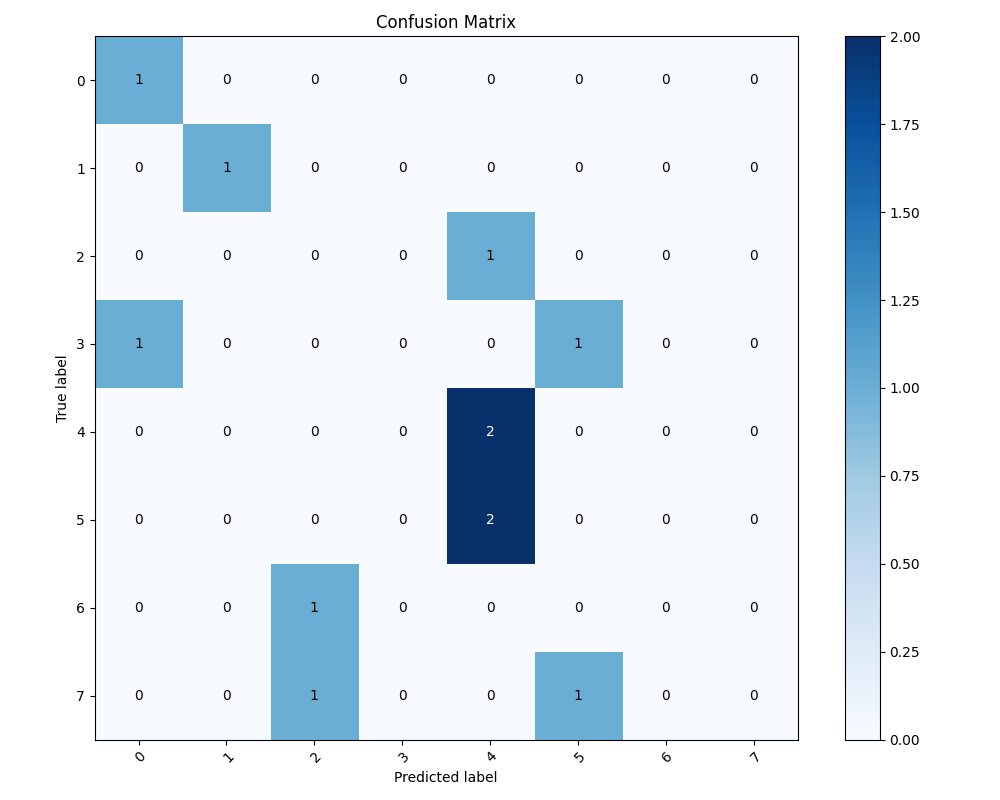 Confusion Matrix
0 1 0 0 0 0 0 0 0
1 0 1 0 0 0 0 0 0
2 0 0 0 0 1 0 0 0
3 1 0 0 0 0 1 0 0
4 0 0 0 0 2 0 0 0
5 0 0 0 0 2 0 0 0
6 0 0 1 0 0 0 0 0
7 0 0 1 0 0 1 0 0
0 1 2 3 4 5 6 7
Predicted label
True label
2.00
1.75
1.50
1.25
1.00
0.75
0.50
0.25
0.00